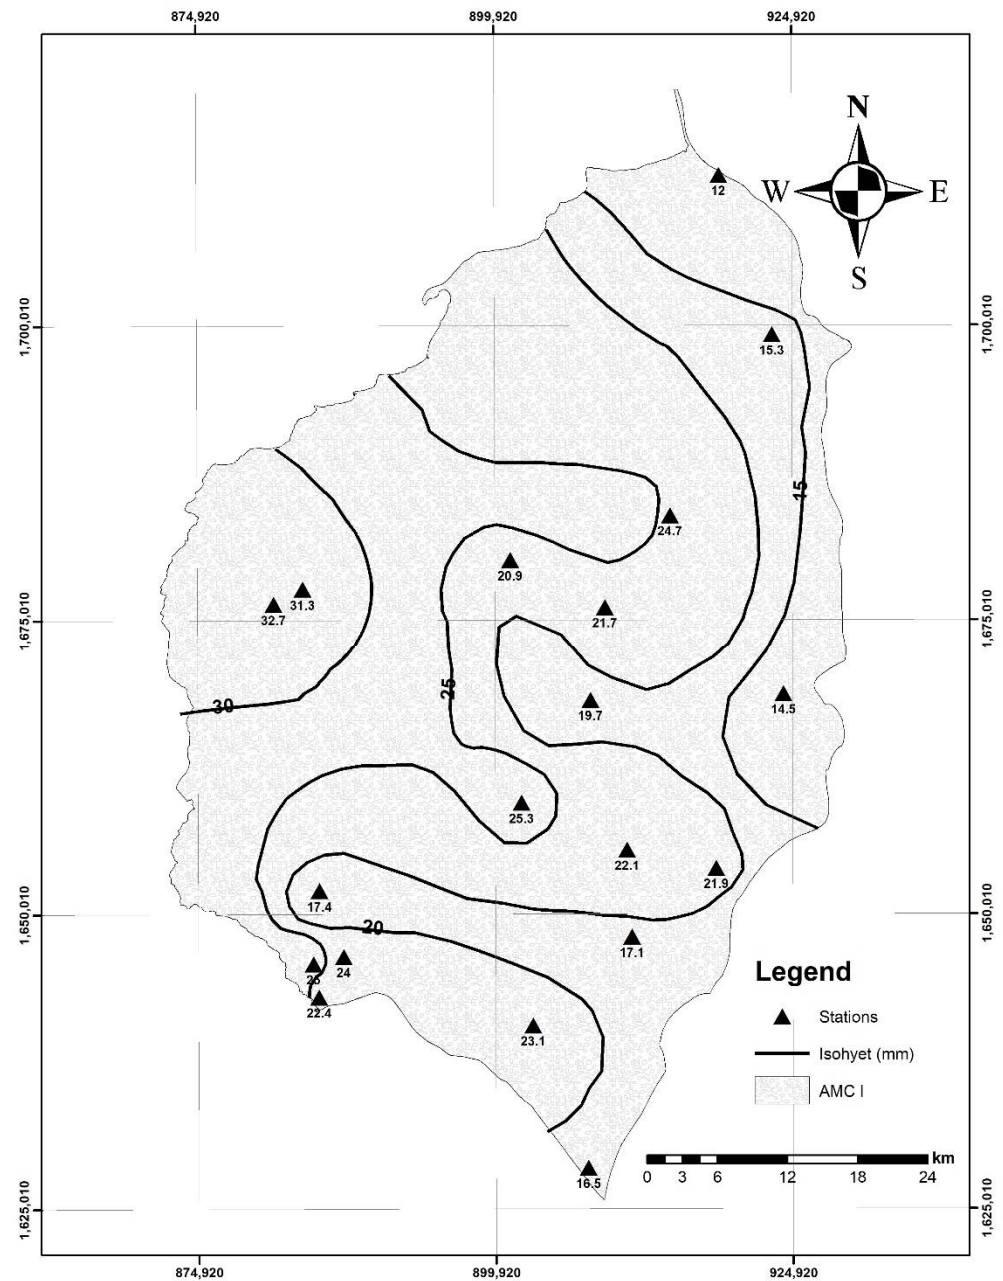 874,920 899,920 924,920
N
W E
S
12
1,700,010 1,700,010
15.3
15
24.7
20.9
31.3
32.7
21.7
1,675,010 1,675,010
25
30
19.7
14.5
25.3
22.1
21.9
17.4
1,650,010 1,650,010
20
17.1
24
26
22.4
23.1
Legend
Stations
Isohyet (mm)
AMC I
km
0 3 6 12 18 24
16.5
1,625,010 1,625,010
874,920 899,920 924,920